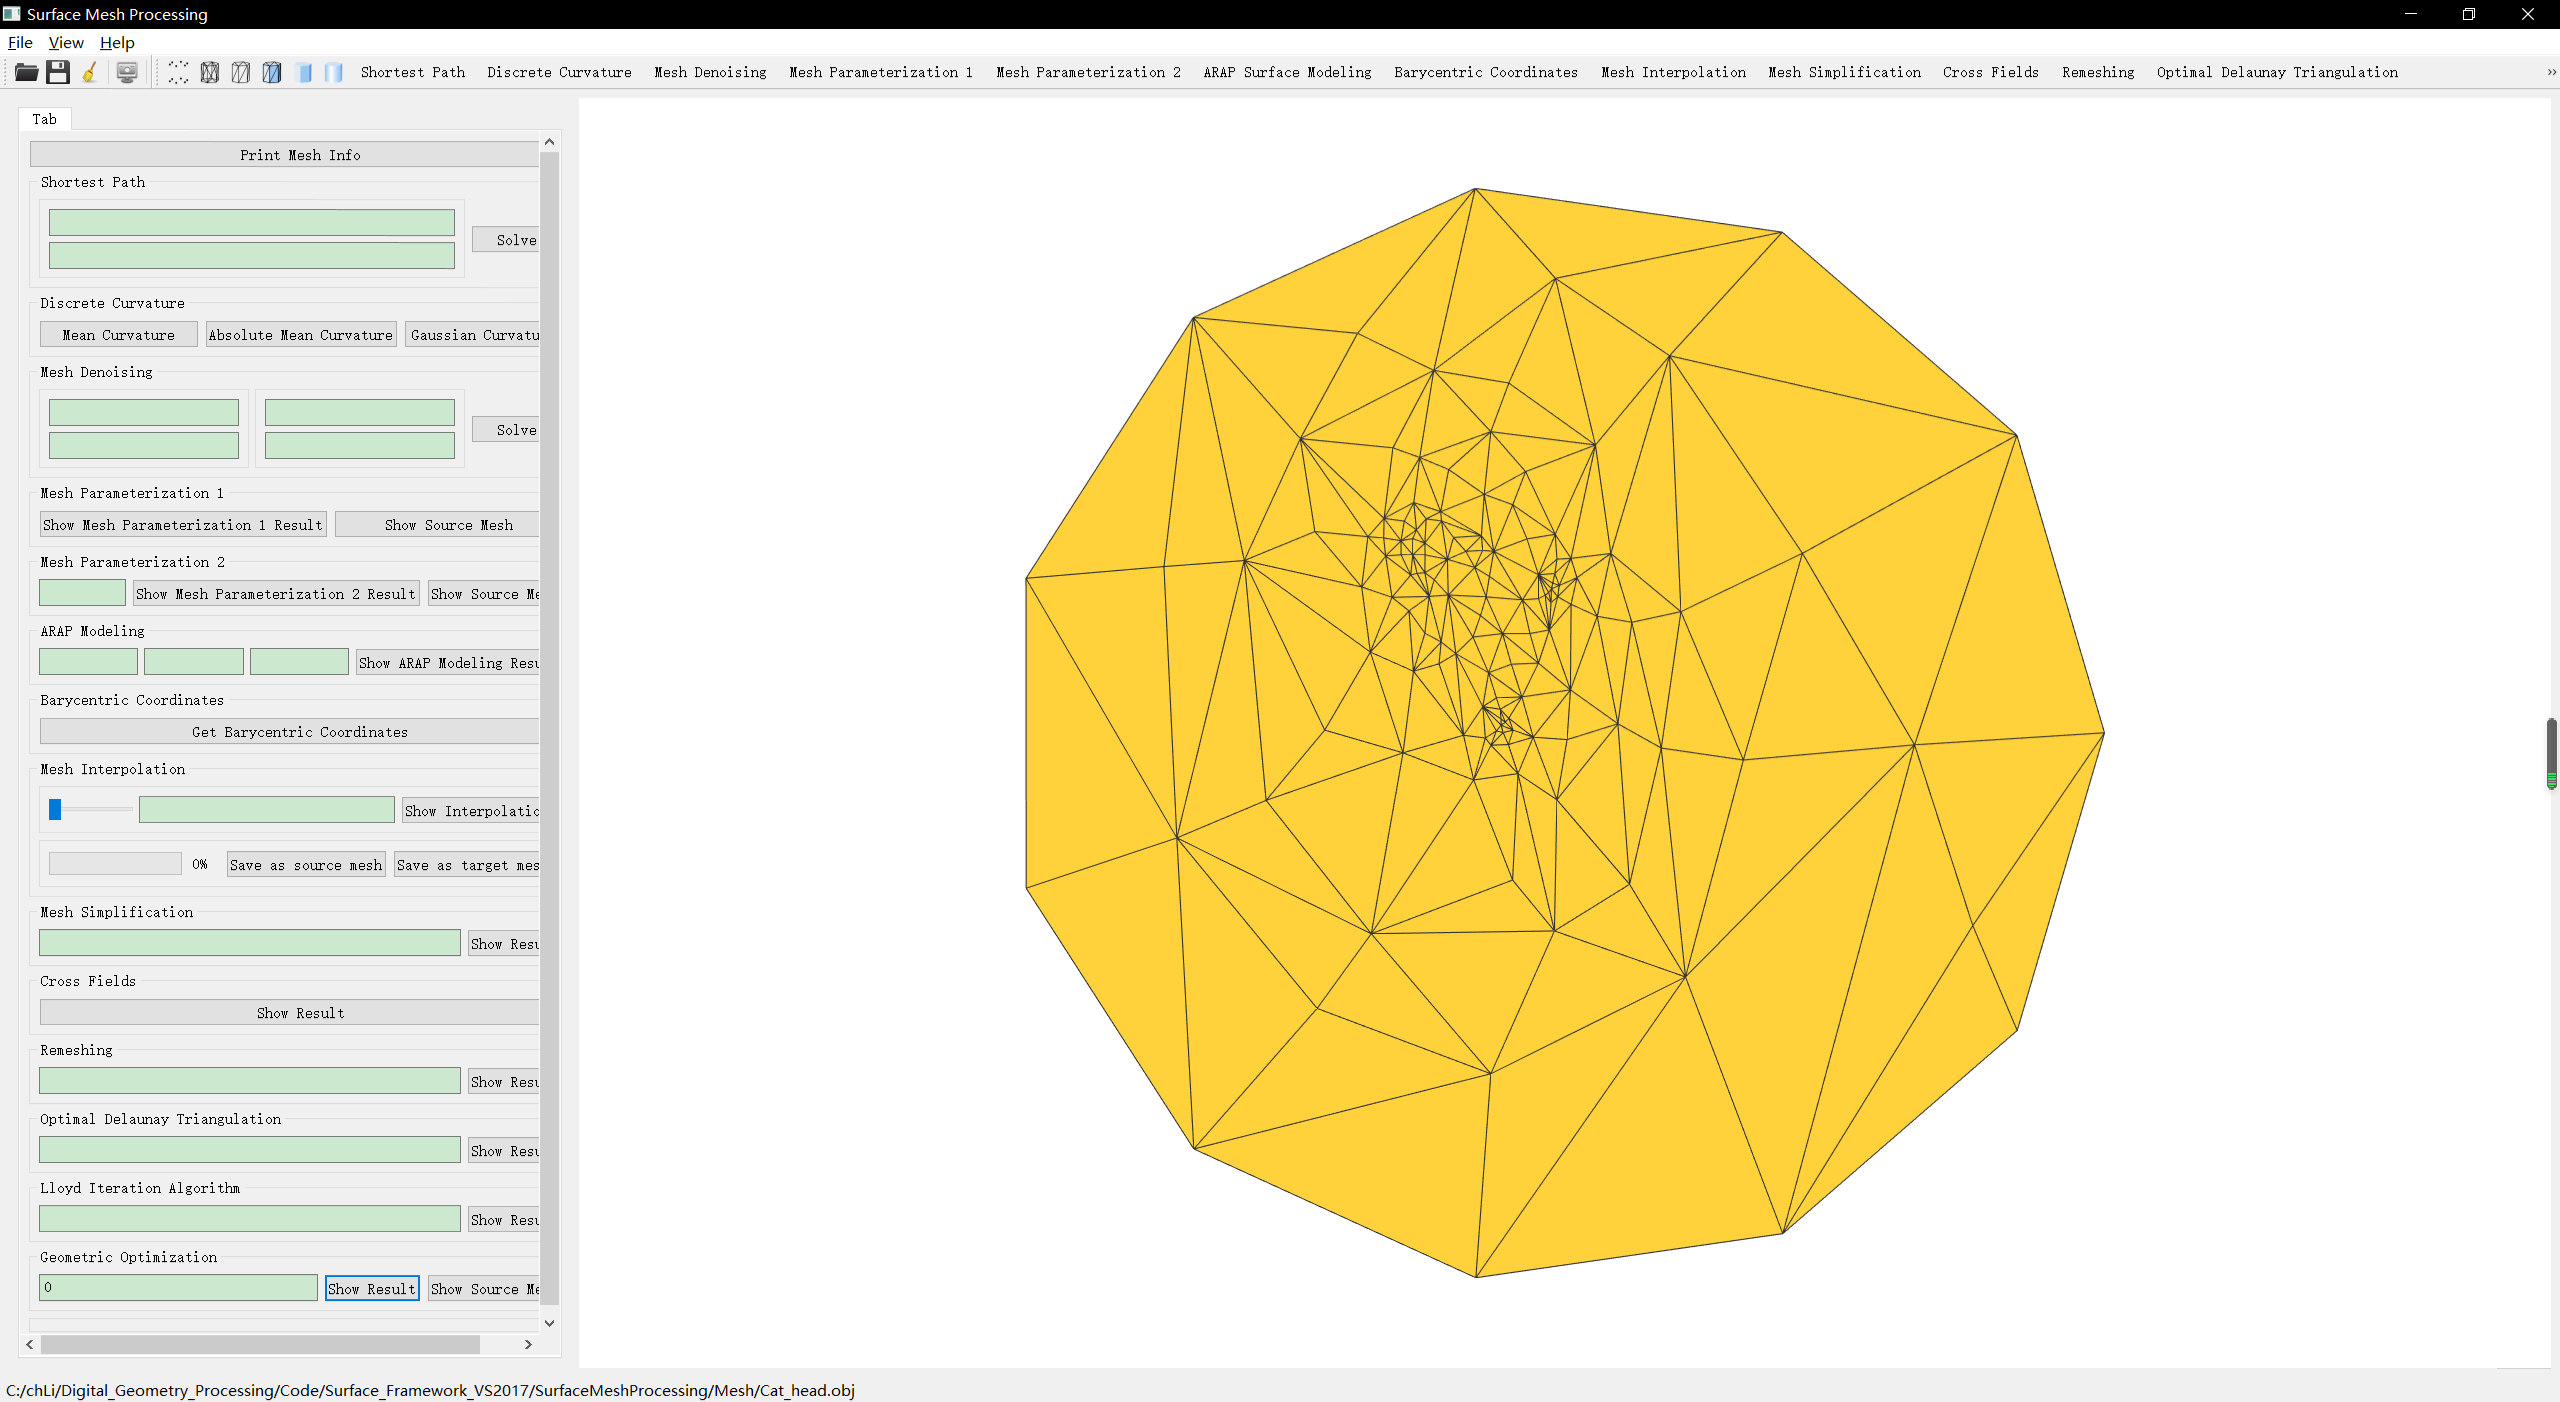 Surface Mesh Processing
File View Help
Shortest Path Discrete Curvature Mesh Denoising Mesh Parameterization 1 Mesh Parameterization 2 ARAP Surface Modeling Barycentric Coordinates Mesh Interpolation Mesh Simplification Cross Fields Remeshing Optimal Delaunay Triangulation »
Tab
Print Mesh Info
Shortest Path
Solve
Discrete Curvature
Mean Curvature Absolute Mean Curvature Gaussian Curvatu
Mesh Denoising
Solve
Mesh Parameterization 1
Show Mesh Parameterization 1 Result Show Source Mesh
Mesh Parameterization 2
Show Mesh Parameterization 2 Result Show Source Me
ARAP Modeling
Show ARAP Modeling Resu
Barycentric Coordinates
Get Barycentric Coordinates
Mesh Interpolation
Show Interpolatio
0% Save as source mesh Save as target mes
Mesh Simplification
Show Resu
Cross Fields
Show Result
Remeshing
Show Resu
Optimal Delaunay Triangulation
Show Resu
Lloyd Iteration Algorithm
Show Resu
Geometric Optimization
0 Show Result Show Source Me
C:/chLi/Digital_Geometry_Processing/Code/Surface_Framework_VS2017/SurfaceMeshProcessing/Mesh/Cat_head.obj